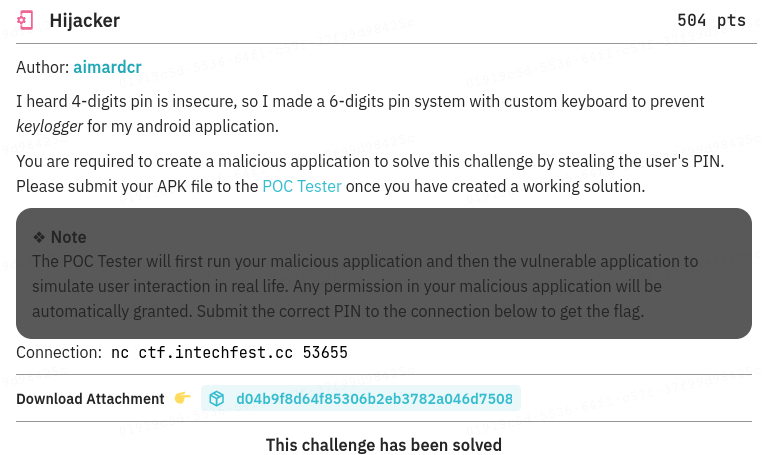 Hijacker 504 pts
Author: aimardcr
I heard 4-digits pin is insecure, so I made a 6-digits pin system with custom keyboard to prevent
keylogger for my android application.
You are required to create a malicious application to solve this challenge by stealing the user's PIN.
Please submit your APK file to the POC Tester once you have created a working solution.
❖ Note
The POC Tester will first run your malicious application and then the vulnerable application to
simulate user interaction in real life. Any permission in your malicious application will be
automatically granted. Submit the correct PIN to the connection below to get the flag.
Connection: nc ctf.intechfest.cc 53655
Download Attachment 👉 d04b9f8d64f85306b2eb3782a046d7508
This challenge has been solved